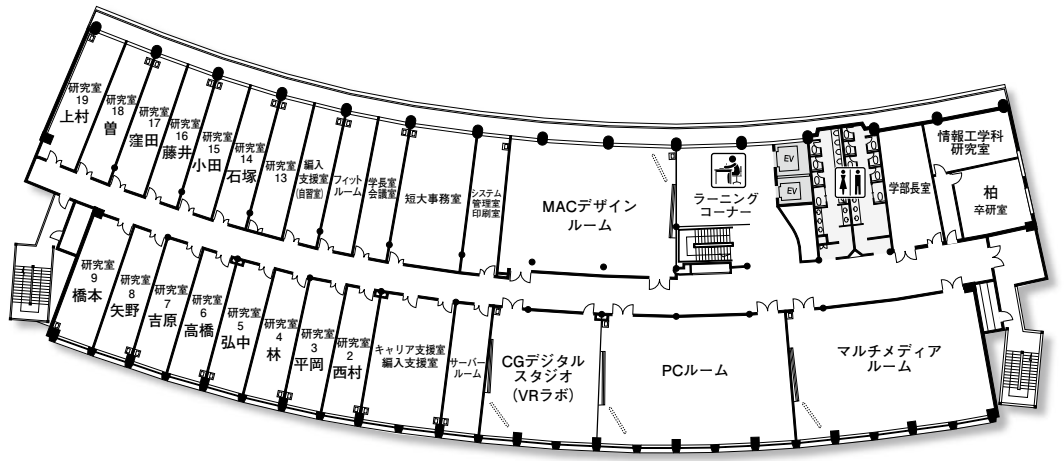 研究室
19
上村
研究室
18
曽
研究室
17
窪田
研究室
16
藤井
研究室
15
小田
研究室
14
石塚
研究室
13
編入
支援室
(自習室)
フィット
ルーム
学長室
会議室
短大事務室
システム
管理室
印刷室
MACデザイン
ルーム
ラーニング
コーナー
EV
EV
学部長室
情報工学科
研究室
柏
卒研室
研究室
9
橋本
研究室
8
矢野
研究室
7
吉原
研究室
6
高橋
研究室
5
弘中
研究室
4
林
研究室
3
平岡
研究室
2
西村
キャリア支援室
編入支援室
サーバー
ルーム
CGデジタル
スタジオ
(VRラボ)
PCルーム
マルチメディア
ルーム